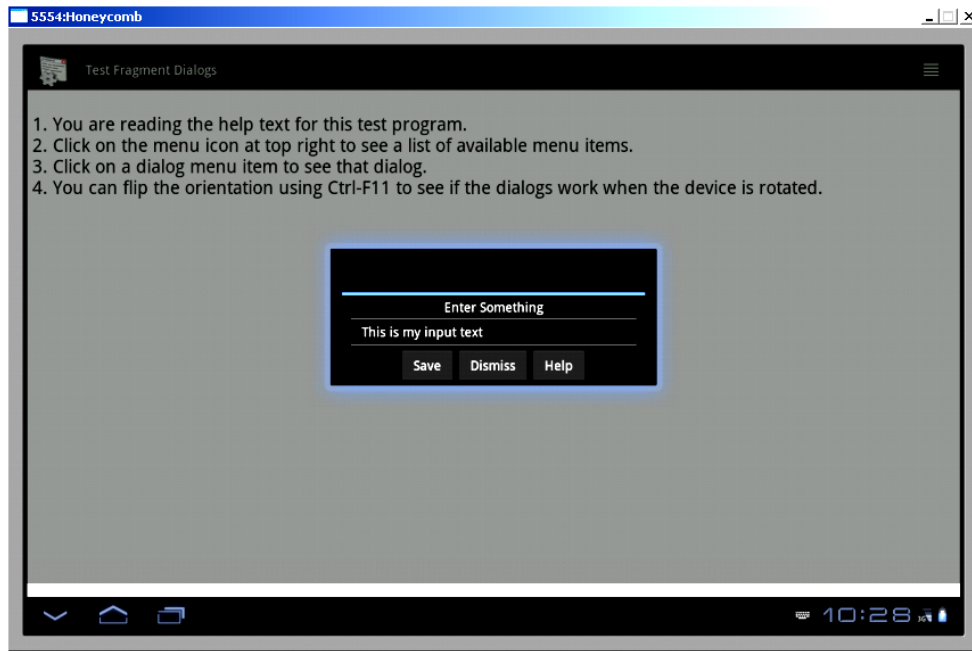 5554:Honeycomb
Test Fragment Dialogs
1. You are reading the help text for this test program.
2. Click on the menu icon at top right to see a list of available menu items.
3. Click on a dialog menu item to see that dialog.
4. You can flip the orientation using Ctrl-F11 to see if the dialogs work when the device is rotated.
Enter Something
This is my input text
Save Dismiss Help
10:28 3G